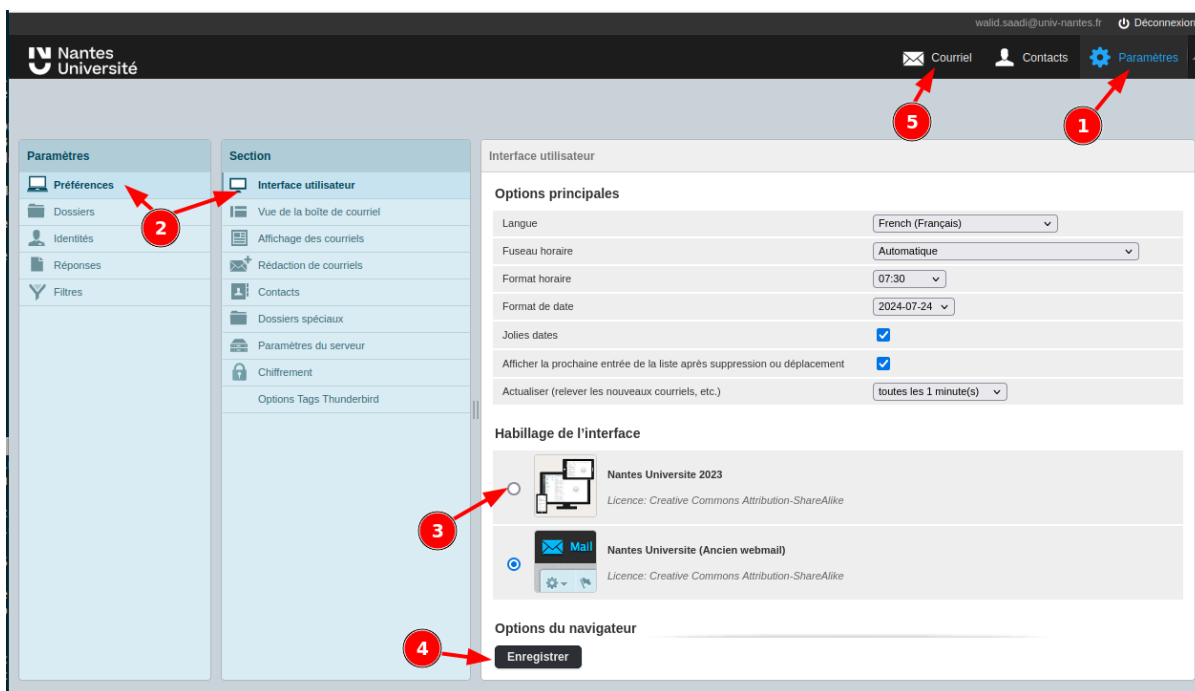 walid.saadi@univ-nantes.fr Déconnexion
Nantes
Université
Courriel Contacts Paramètres
5 1
Paramètres
Préférences
Dossiers
Identités
Réponses
Filtres
2
Section
Interface utilisateur
Vue de la boîte de courriel
Affichage des courriels
Rédaction de courriels
Contacts
Dossiers spéciaux
Paramètres du serveur
Chiffrement
Options Tags Thunderbird
Interface utilisateur
Options principales
Langue French (Français)
Fuseau horaire Automatique
Format horaire 07:30
Format de date 2024-07-24
Jolies dates
Afficher la prochaine entrée de la liste après suppression ou déplacement
Actualiser (relever les nouveaux courriels, etc.) toutes les 1 minute(s)
Habillage de l'interface
Nantes Universite 2023
Licence: Creative Commons Attribution-ShareAlike
3
Mail
Nantes Universite (Ancien webmail)
Licence: Creative Commons Attribution-ShareAlike
Options du navigateur
4
Enregistrer